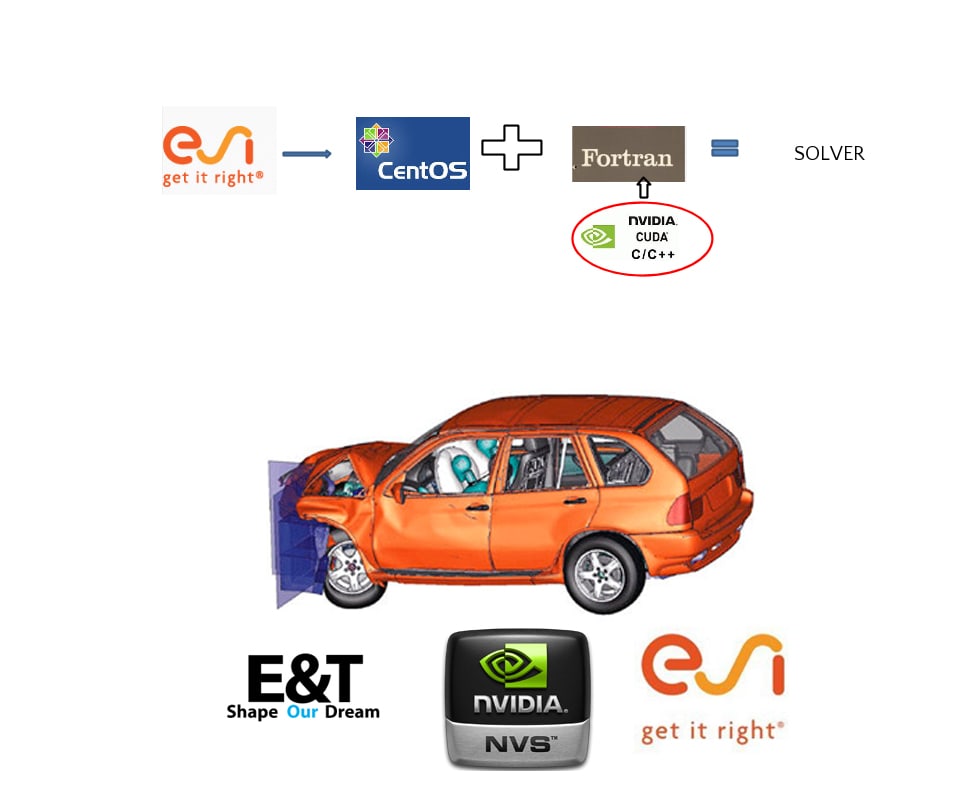 esi
get it right®
CentOS
Fortran
SOLVER
NVIDIA.
CUDA
C/C++
E&T
Shape Our Dream
NVIDIA®
NVS™
esi
get it right®